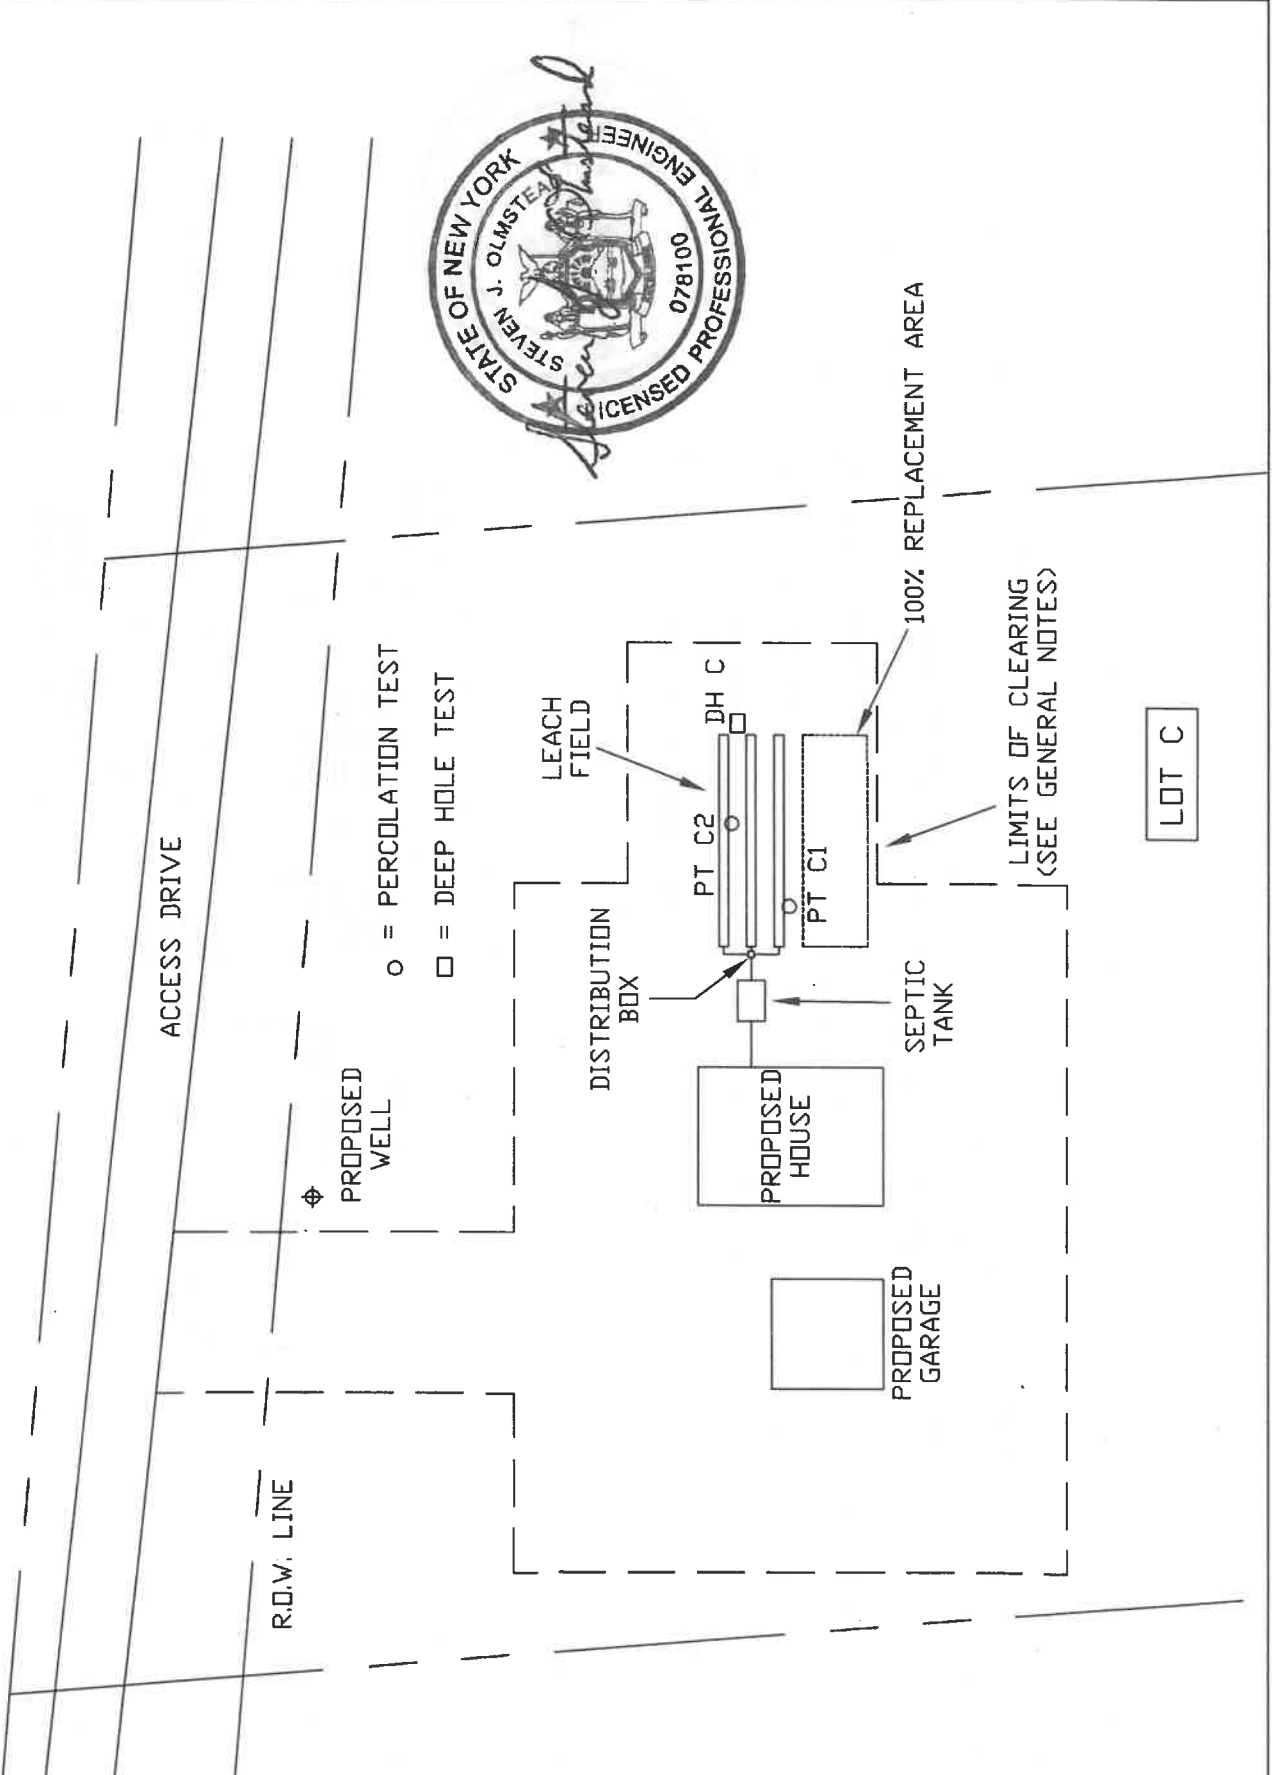 ACCESS DRIVE
R.O.W. LINE
PROPOSED
WELL
○ = PERCOLATION TEST
□ = DEEP HOLE TEST
STATE OF NEW YORK
STEVEN J. OLMSTEAD
078100
LICENSED PROFESSIONAL ENGINEER
Steven J. Olmstead
LEACH
FIELD
DISTRIBUTION
BOX
PT C2
DH C
PT C1
PROPOSED
HOUSE
SEPTIC
TANK
PROPOSED
GARAGE
100% REPLACEMENT AREA
LIMITS OF CLEARING
(SEE GENERAL NOTES)
LOT C